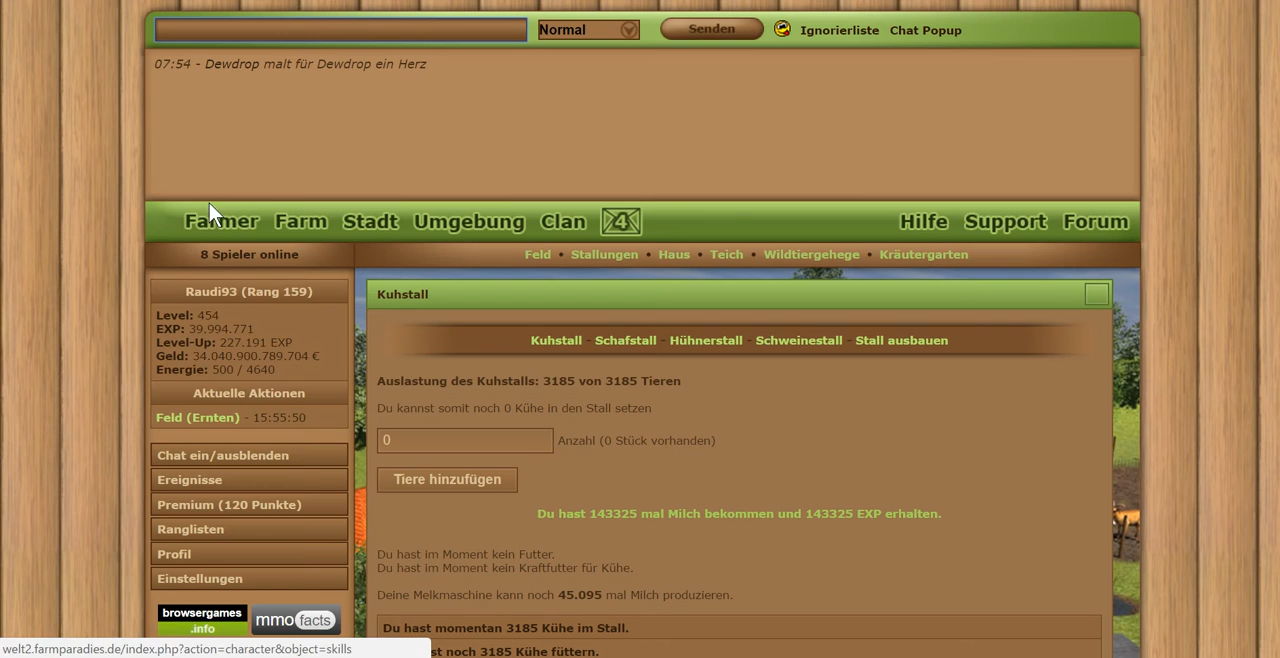 Normal
Senden
Ignorierliste
Chat Popup
07:54 - Dewdrop malt für Dewdrop ein Herz
Farmer Farm Stadt Umgebung Clan 4 Hilfe Support Forum
8 Spieler online
Feld • Stallungen • Haus • Teich • Wildtiergehege • Kräutergarten
Raudi93 (Rang 159)
Level: 454
EXP: 39.994.771
Level-Up: 227.191 EXP
Geld: 34.040.900.789.704 €
Energie: 500 / 4640
Aktuelle Aktionen
Feld (Ernten) - 15:55:50
Chat ein/ausblenden
Ereignisse
Premium (120 Punkte)
Ranglisten
Profil
Einstellungen
browsergames
.info
mmofacts
Kuhstall
Kuhstall - Schafstall - Hühnerstall - Schweinestall - Stall ausbauen
Auslastung des Kuhstalls: 3185 von 3185 Tieren
Du kannst somit noch 0 Kühe in den Stall setzen
0 Anzahl (0 Stück vorhanden)
Tiere hinzufügen
Du hast 143325 mal Milch bekommen und 143325 EXP erhalten.
Du hast im Moment kein Futter.
Du hast im Moment kein Kraftfutter für Kühe.
Deine Melkmaschine kann noch 45.095 mal Milch produzieren.
Du hast momentan 3185 Kühe im Stall.
st noch 3185 Kühe füttern.
welt2.farmparadies.de/index.php?action=character&object=skills